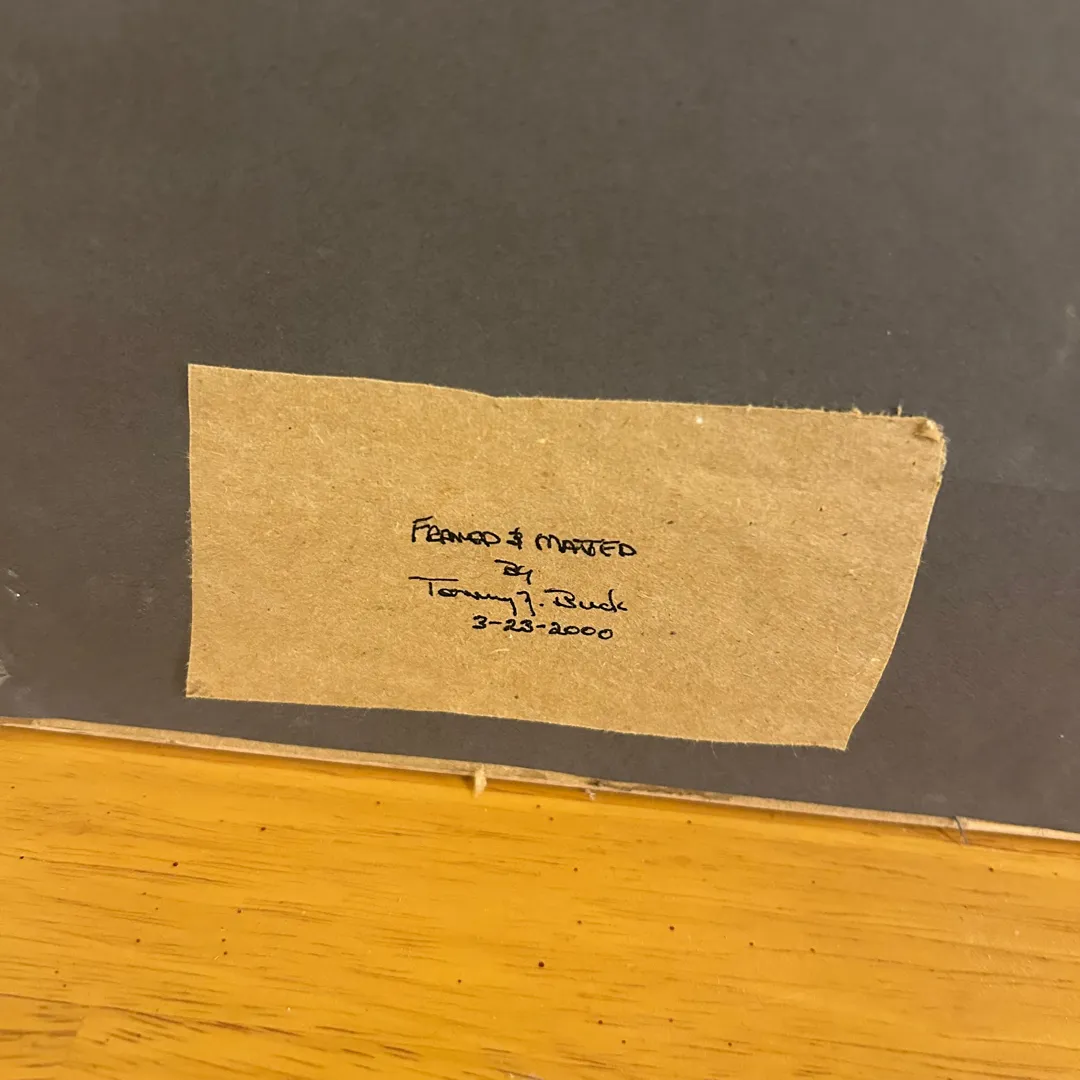 FRAMED & MATTED
By
Tommy J. Buck
3-23-2000